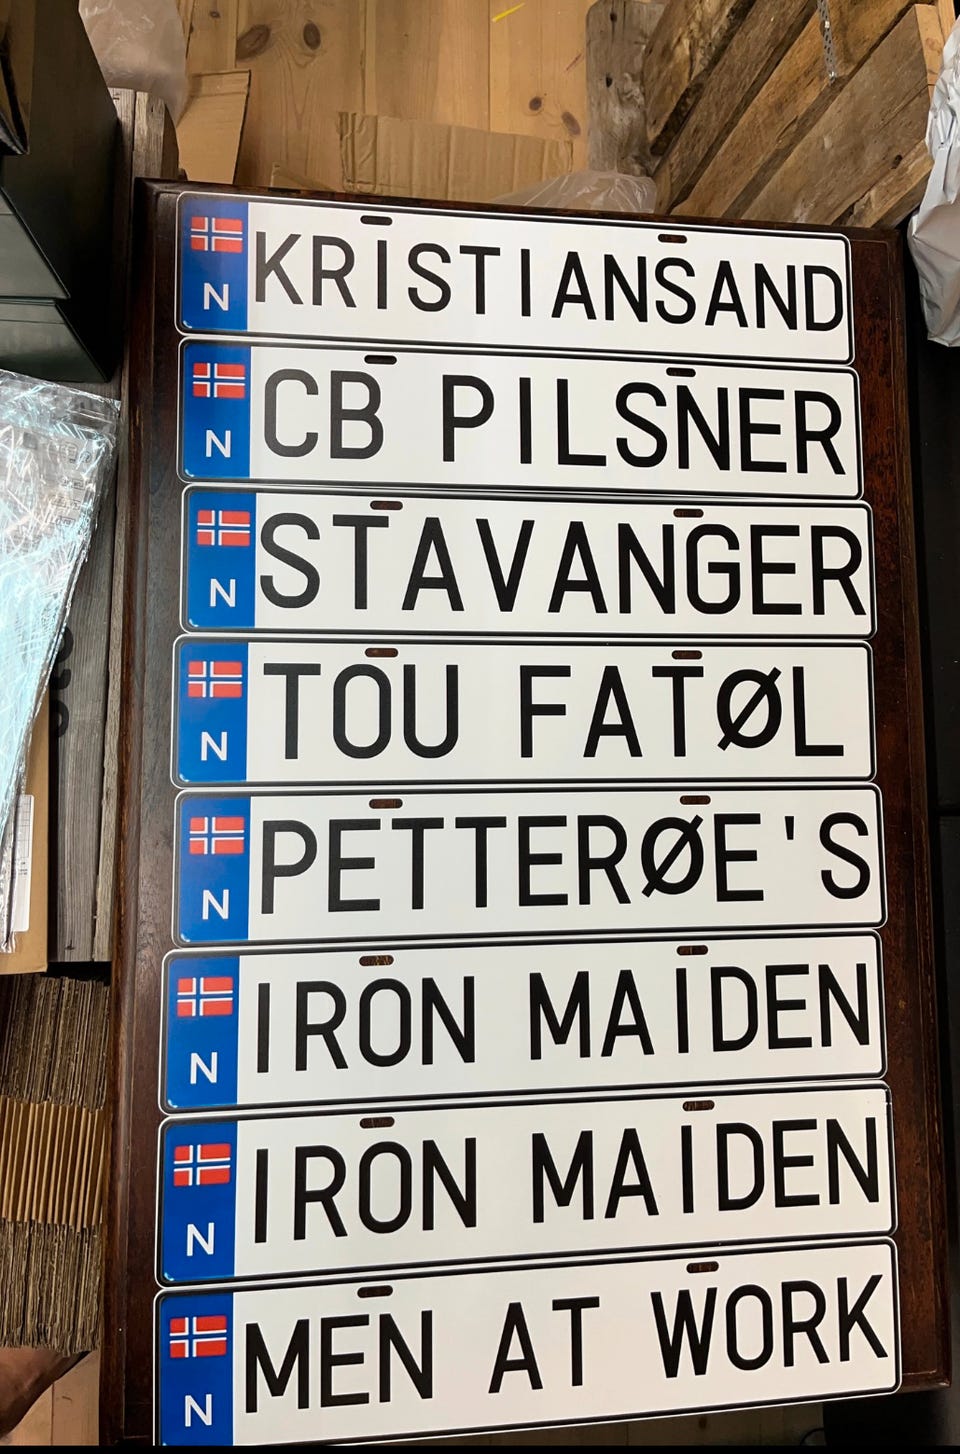 N KRISTIANSAND
N CB PILSNER
N STAVANGER
N TOU FATØL
N PETTERØE'S
N IRON MAIDEN
N IRON MAIDEN
N MEN AT WORK